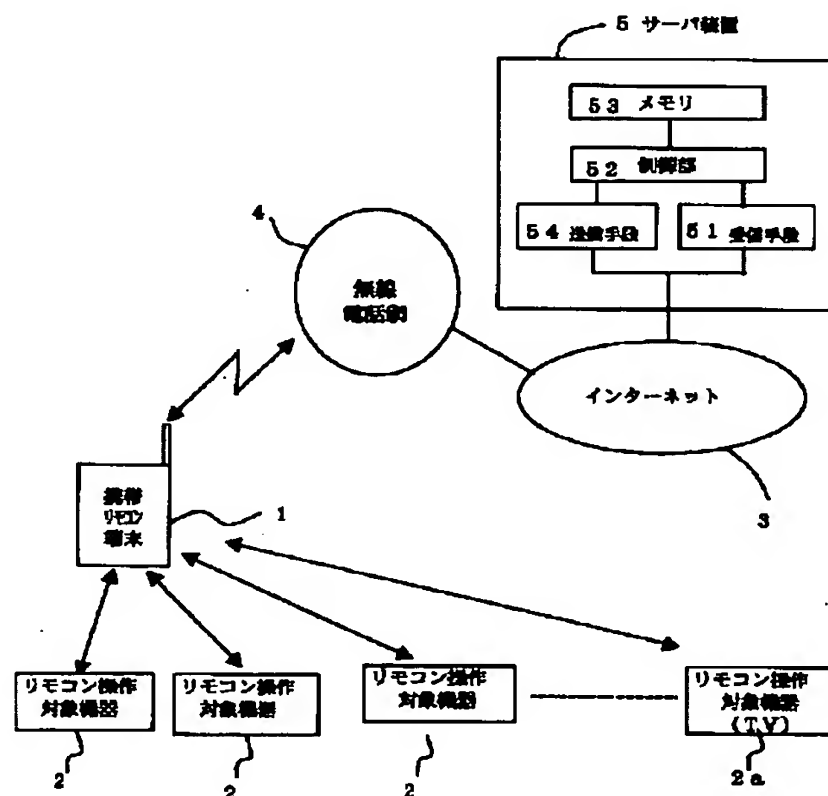 5 サーバ装置
53 メモリ
52 制御部
54 送信手段
51 受信手段
4
無線
電話網
インターネット
3
携帯
リモコン
端末
1
リモコン操作
対象機器
2
リモコン操作
対象機器
2
リモコン操作
対象機器
2
リモコン操作
対象機器
(TV)
2a